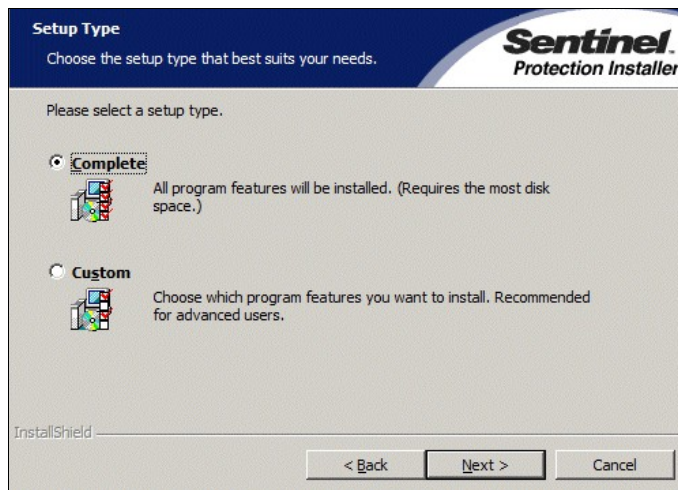 Setup Type
Choose the setup type that best suits your needs.
Sentinel.
Protection Installer
Please select a setup type.
Complete
All program features will be installed. (Requires the most disk
space.)
Custom
Choose which program features you want to install. Recommended
for advanced users.
InstallShield
< Back
Next >
Cancel